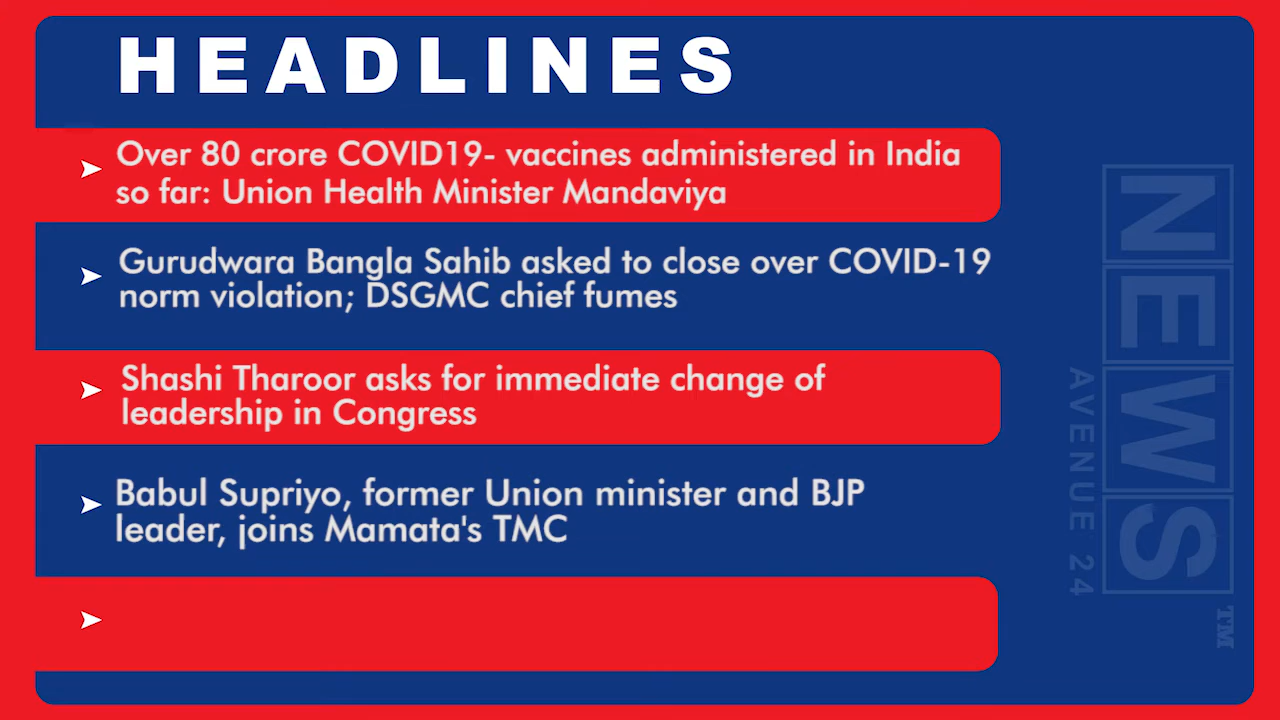 HEADLINES
Over 80 crore COVID19- vaccines administered in India
so far: Union Health Minister Mandaviya
Gurudwara Bangla Sahib asked to close over COVID-19
norm violation; DSGMC chief fumes
Shashi Tharoor asks for immediate change of
leadership in Congress
Babul Supriyo, former Union minister and BJP
leader, joins Mamata's TMC
NEWS
AVENUE 24
TM